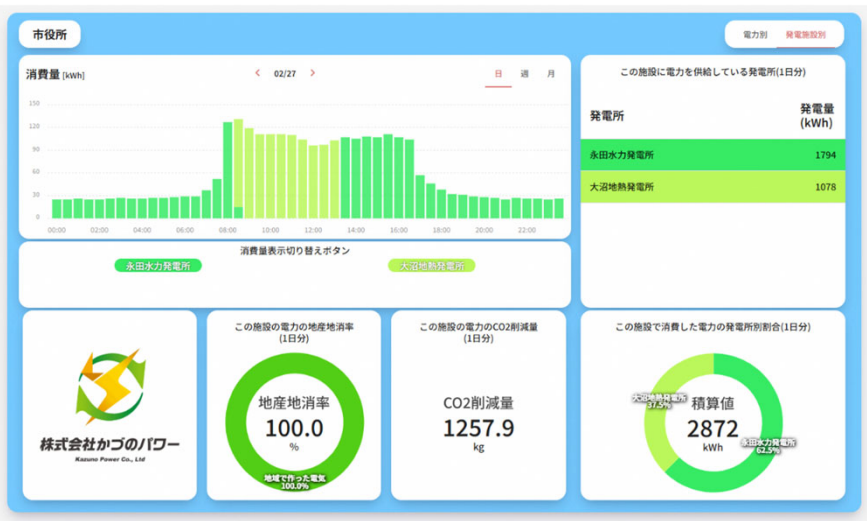 市役所
電力別 発電施設別
消費量 [kWh]
02/27
日 週 月
150
120
90
60
30
0
00:00 02:00 04:00 06:00 08:00 10:00 12:00 14:00 16:00 18:00 20:00 22:00
この施設に電力を供給している発電所(1日分)
発電所 発電量
(kWh)
永田水力発電所 1794
大沼地熱発電所 1078
消費量表示切り替えボタン
永田水力発電所 大沼地熱発電所
株式会社かづのパワー
Kazuno Power Co., Ltd
この施設の電力の地産地消率
(1日分)
地産地消率
100.0
%
地域で作った電気
100.0%
この施設の電力のCO2削減量
(1日分)
CO2削減量
1257.9
kg
この施設で消費した電力の発電所別割合(1日分)
大沼地熱発電所
37.5%
積算値
2872
kWh
永田水力発電所
62.5%